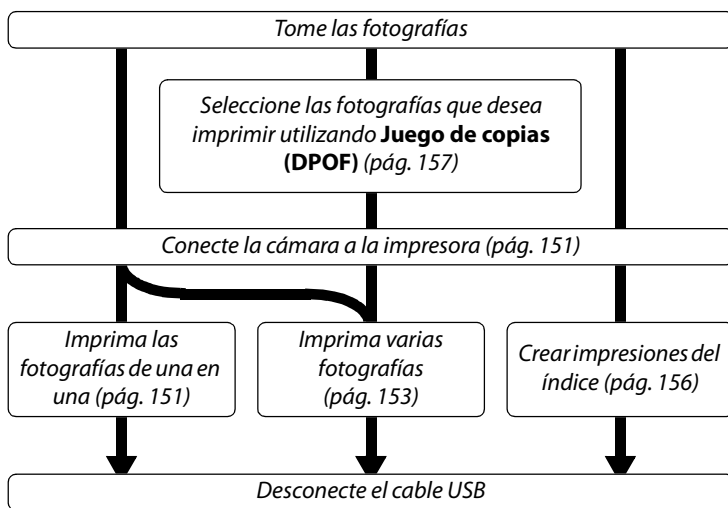 Tome las fotografías
Seleccione las fotografías que desea
imprimir utilizando Juego de copias
(DPOF) (pág. 157)
Conecte la cámara a la impresora (pág. 151)
Imprima las
fotografías de una en
una (pág. 151)
Imprima varias
fotografías
(pág. 153)
Crear impresiones del
índice (pág. 156)
Desconecte el cable USB